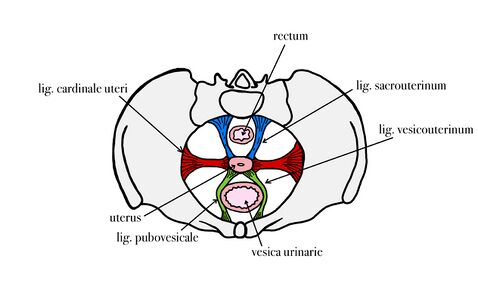 rectum
lig. cardinale uteri
lig. sacrouterinum
lig. vesicouterinum
uterus
lig. pubovesicale
vesica urinarie